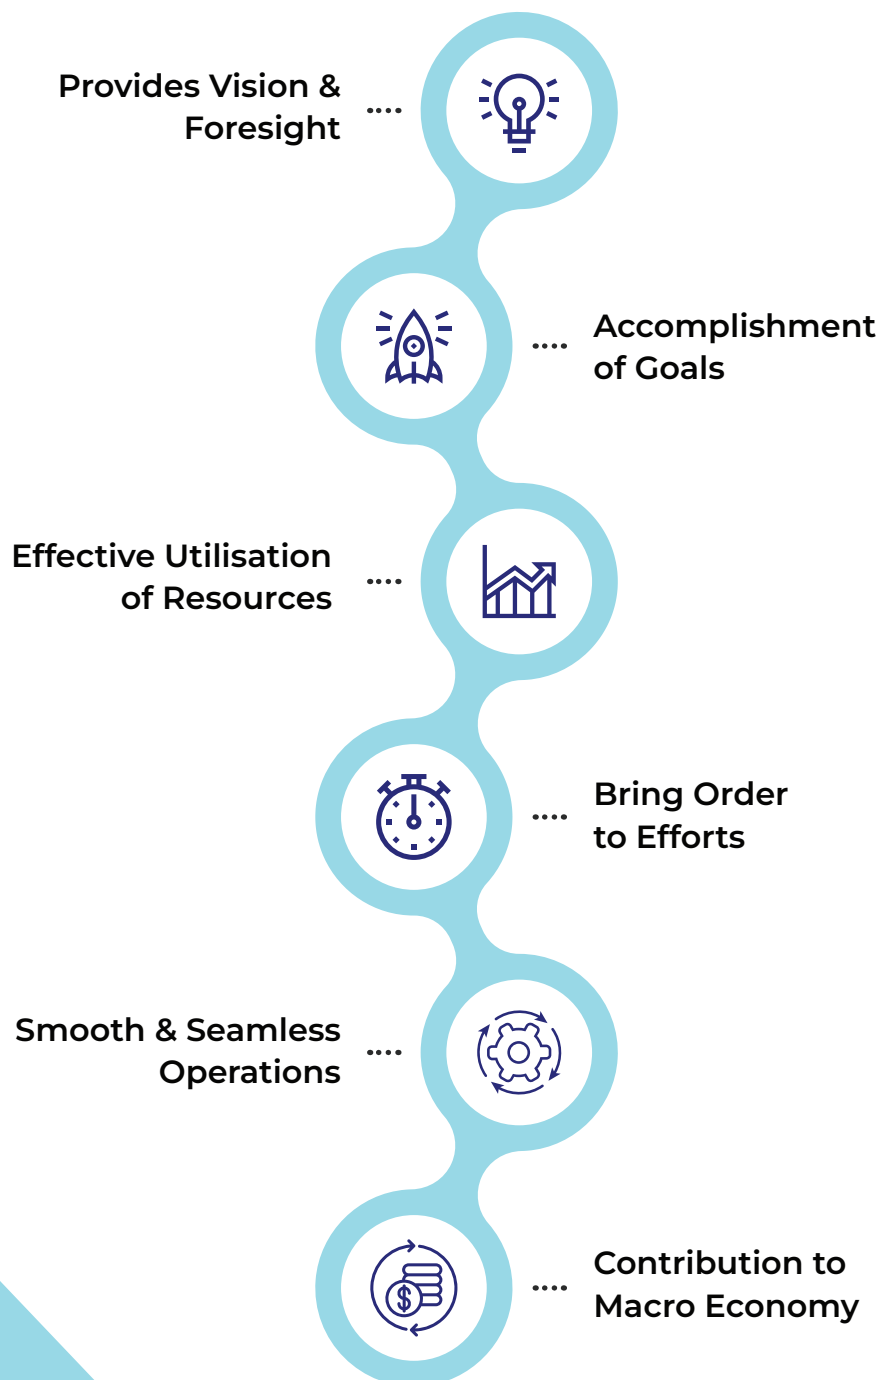 Provides Vision &
Foresight
Accomplishment
of Goals
Effective Utilisation
of Resources
Bring Order
to Efforts
Smooth & Seamless
Operations
Contribution to
Macro Economy